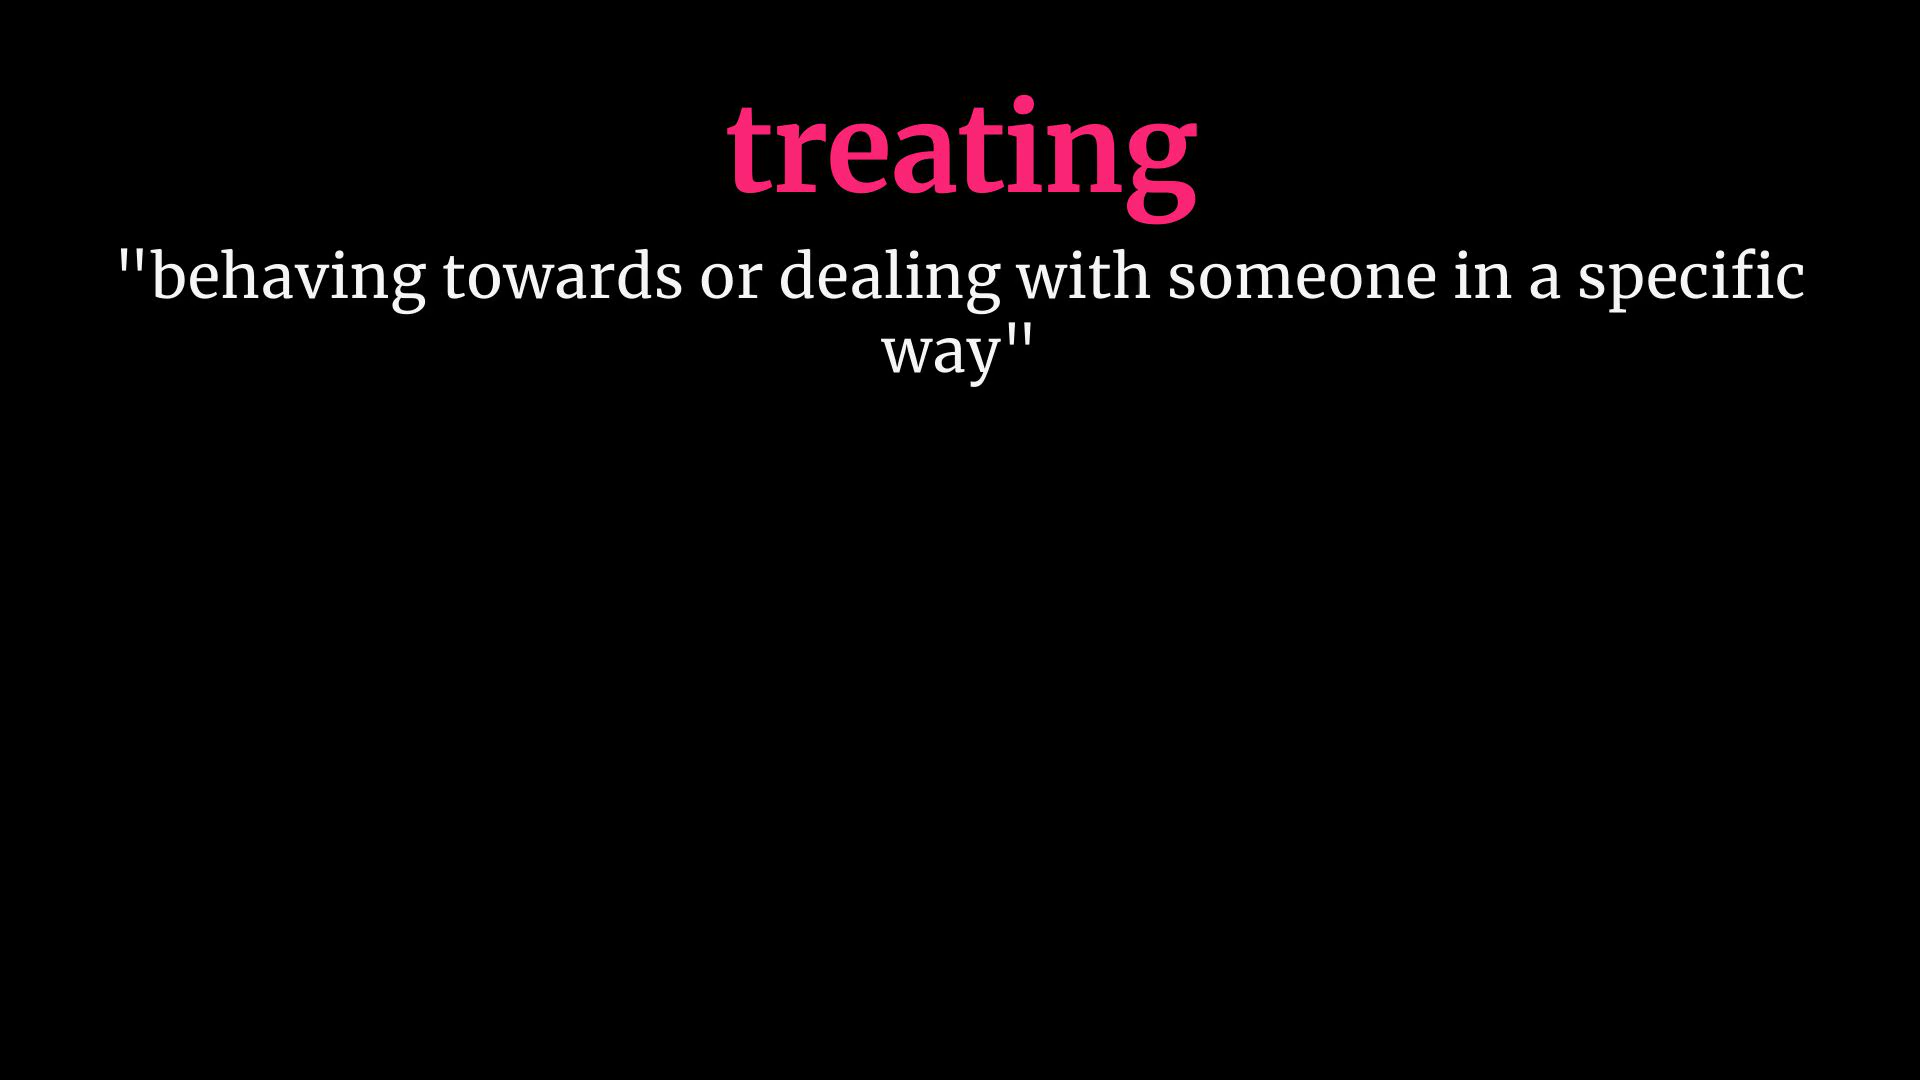 treating
"behaving towards or dealing with someone in a specific
way"